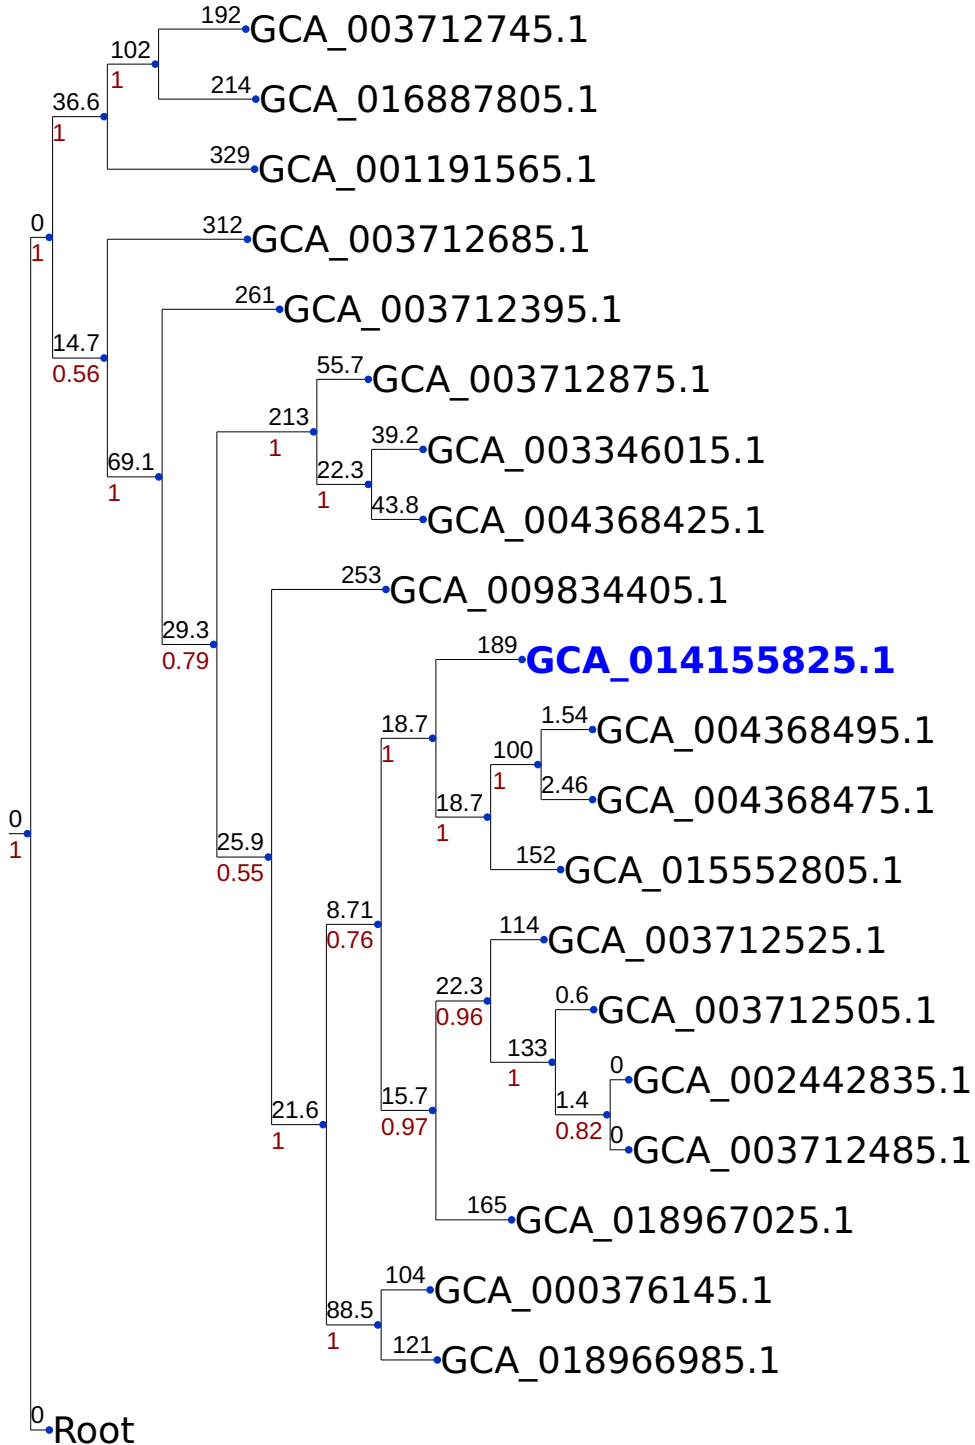 192 GCA_003712745.1
102
1
214 GCA_016887805.1
36.6
1
329 GCA_001191565.1
0
1
312 GCA_003712685.1
261 GCA_003712395.1
14.7
0.56
55.7 GCA_003712875.1
213
1
39.2 GCA_003346015.1
22.3
1
43.8 GCA_004368425.1
69.1
1
253 GCA_009834405.1
29.3
0.79
189 GCA_014155825.1
18.7
1
1.54 GCA_004368495.1
100
1
2.46 GCA_004368475.1
18.7
1
0
1
25.9
0.55
152 GCA_015552805.1
8.71
0.76
114 GCA_003712525.1
22.3
0.96
0.6 GCA_003712505.1
133
1
0 GCA_002442835.1
15.7
0.97
1.4
0.82
21.6
1
0 GCA_003712485.1
165 GCA_018967025.1
104 GCA_000376145.1
88.5
1
121 GCA_018966985.1
0 Root